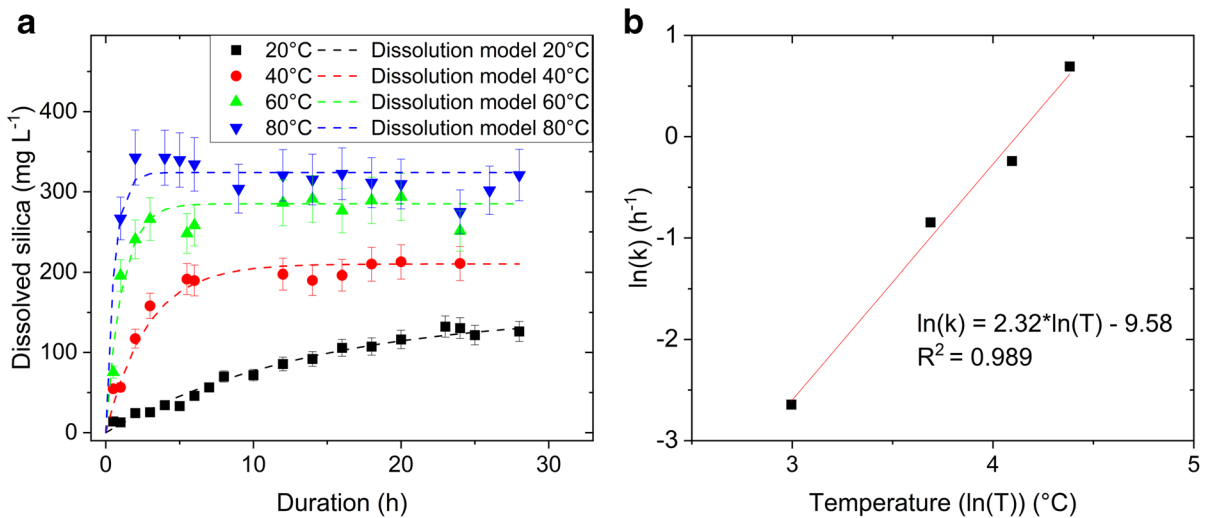 a
Dissolved silica (mg L⁻¹)
400
300
200
100
0
0
10
20
30
Duration (h)
20°C Dissolution model 20°C
40°C Dissolution model 40°C
60°C Dissolution model 60°C
80°C Dissolution model 80°C
b
ln(k) (h⁻¹)
1
0
-1
-2
-3
3
4
5
Temperature (ln(T)) (°C)
ln(k) = 2.32*ln(T) - 9.58
R² = 0.989